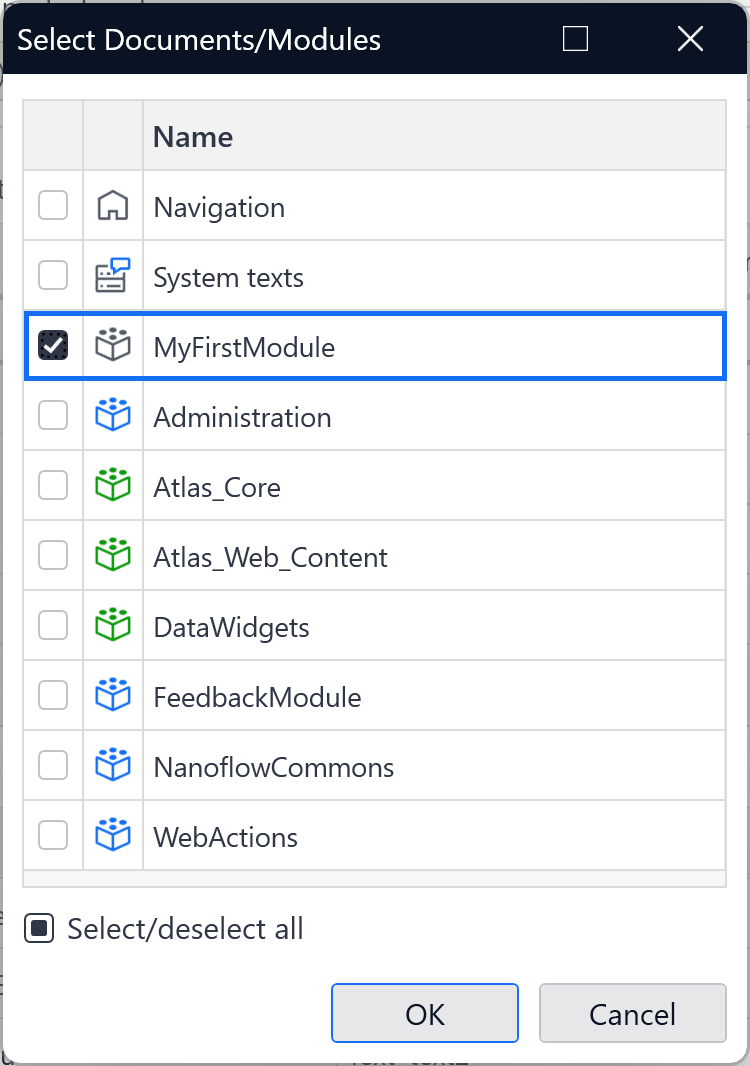 Select Documents/Modules
Name
Navigation
System texts
MyFirstModule
Administration
Atlas_Core
Atlas_Web_Content
DataWidgets
FeedbackModule
NanoflowCommons
WebActions
Select/deselect all
OK
Cancel